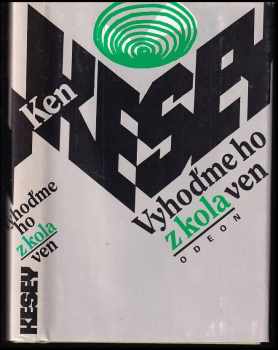 Ken
KESEY
Vyhoďme ho
z kola ven
ODEON
Vyhoďme
ho
z kola
ven
KESEY